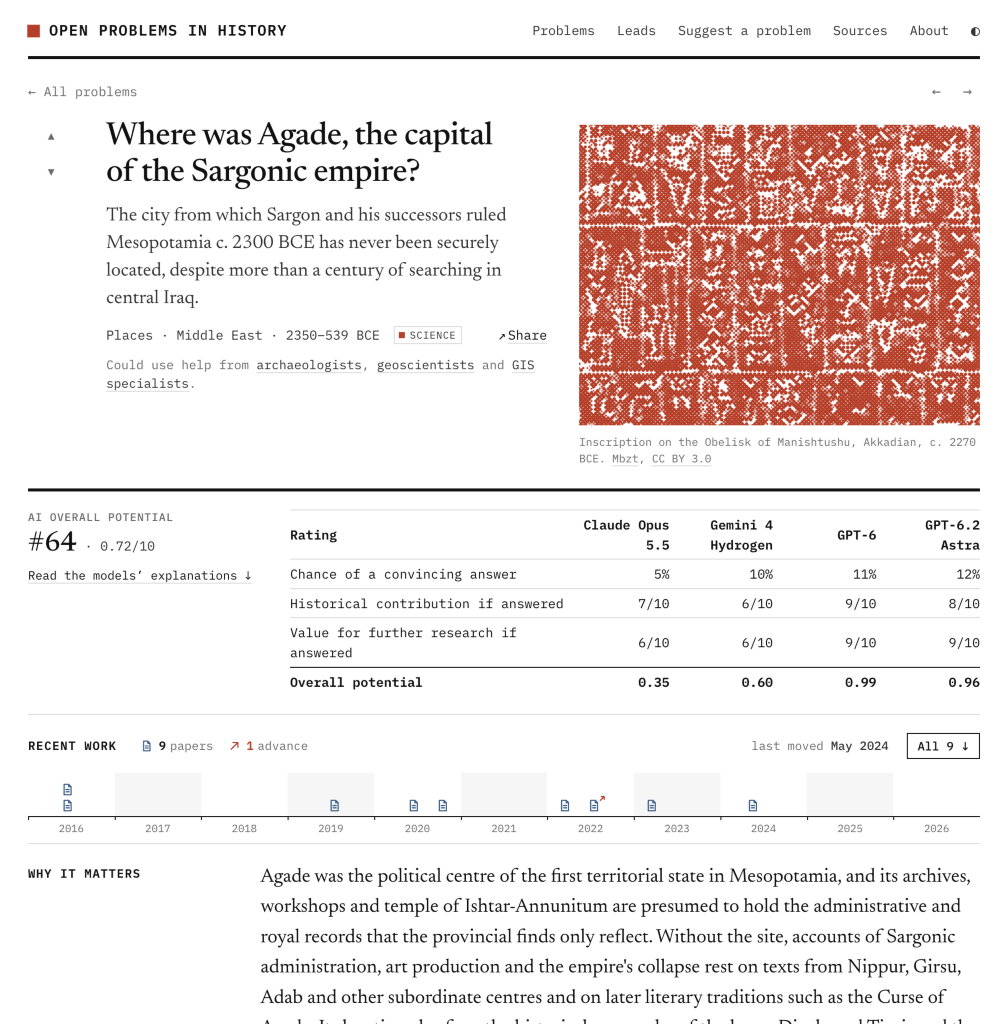 OPEN PROBLEMS IN HISTORY
Problems Leads Suggest a problem Sources About ◐
← All problems ← →
▲
▼
Where was Agade, the capital
of the Sargonic empire?
The city from which Sargon and his successors ruled
Mesopotamia c. 2300 BCE has never been securely
located, despite more than a century of searching in
central Iraq.
Places · Middle East · 2350–539 BCE SCIENCE ↗Share
Could use help from archaeologists, geoscientists and GIS
specialists.
Inscription on the Obelisk of Manishtushu, Akkadian, c. 2270
BCE. Mbzt, CC BY 3.0
AI OVERALL POTENTIAL
#64 · 0.72/10
Read the models’ explanations ↓
Rating Claude Opus 5.5 Gemini 4 Hydrogen GPT-6 GPT-6.2 Astra
Chance of a convincing answer 5% 10% 11% 12%
Historical contribution if answered 7/10 6/10 9/10 8/10
Value for further research if
answered 6/10 6/10 9/10 9/10
Overall potential 0.35 0.60 0.99 0.96
RECENT WORK 9 papers ↗ 1 advance last moved May 2024 All 9 ↓
2016 2017 2018 2019 2020 2021 2022 2023 2024 2025 2026
WHY IT MATTERS
Agade was the political centre of the first territorial state in Mesopotamia, and its archives,
workshops and temple of Ishtar-Annunitum are presumed to hold the administrative and
royal records that the provincial finds only reflect. Without the site, accounts of Sargonic
administration, art production and the empire's collapse rest on texts from Nippur, Girsu,
Adab and other subordinate centres and on later literary traditions such as the Curse of